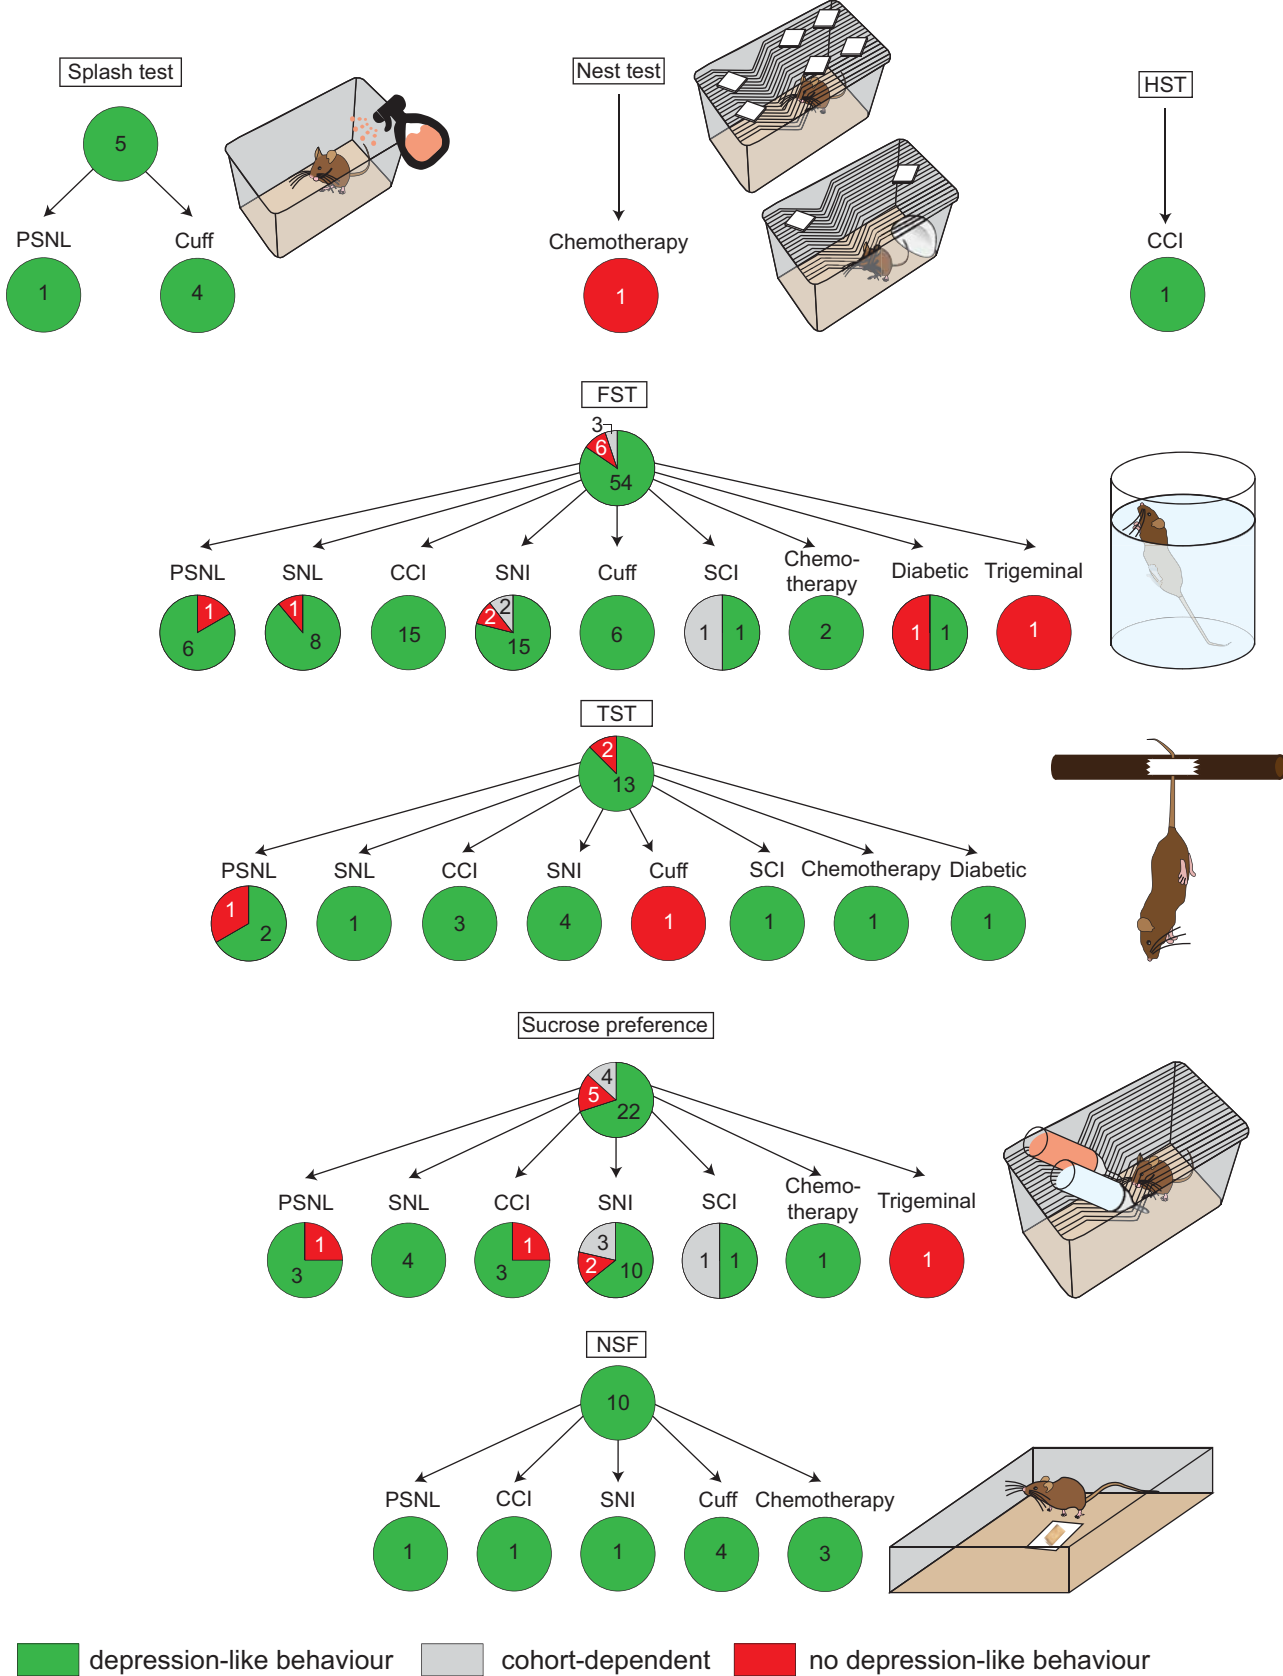 Splash test
Nest test
HST
5
PSNL
Cuff
Chemotherapy
CCI
1
4
1
1
FST
3
6
54
PSNL
SNL
CCI
SNI
Cuff
SCI
Chemo-
therapy
Diabetic
Trigeminal
1
6
1
8
15
2
2
15
6
1
1
2
1
1
1
TST
2
13
PSNL
SNL
CCI
SNI
Cuff
SCI
Chemotherapy
Diabetic
1
2
1
3
4
1
1
1
1
Sucrose preference
4
5
22
PSNL
SNL
CCI
SNI
SCI
Chemo-
therapy
Trigeminal
1
3
4
1
3
3
2
10
1
1
1
1
NSF
10
PSNL
CCI
SNI
Cuff
Chemotherapy
1
1
1
4
3
depression-like behaviour
cohort-dependent
no depression-like behaviour